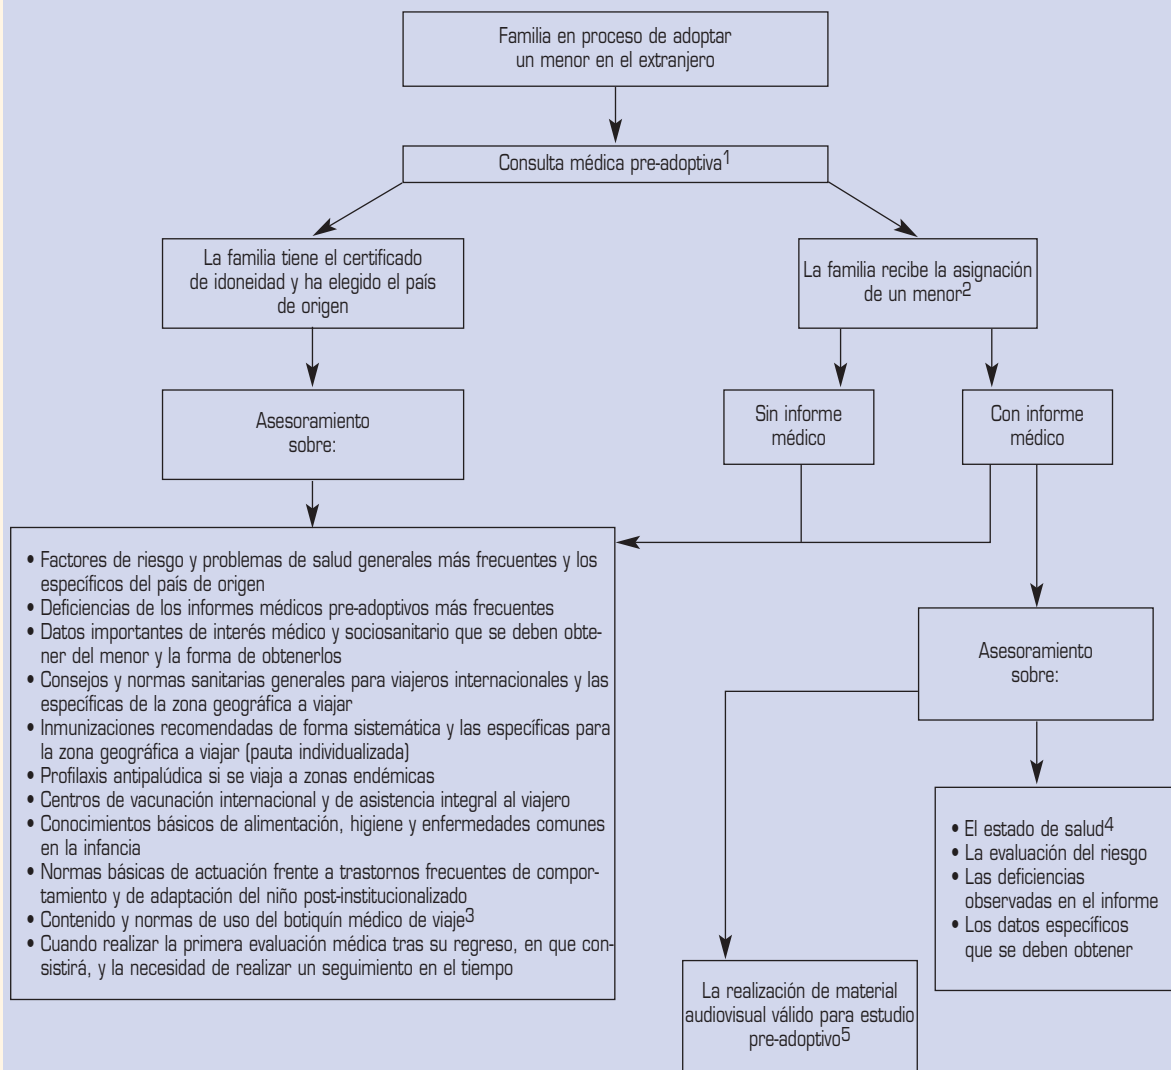 Familia en proceso de adoptar
un menor en el extranjero
Consulta médica pre-adoptiva1
La familia tiene el certificado
de idoneidad y ha elegido el país
de origen
La familia recibe la asignación
de un menor2
Asesoramiento
sobre:
Sin informe
médico
Con informe
médico
• Factores de riesgo y problemas de salud generales más frecuentes y los
específicos del país de origen
• Deficiencias de los informes médicos pre-adoptivos más frecuentes
• Datos importantes de interés médico y sociosanitario que se deben obte-
ner del menor y la forma de obtenerlos
• Consejos y normas sanitarias generales para viajeros internacionales y las
específicas de la zona geográfica a viajar
• Inmunizaciones recomendadas de forma sistemática y las específicas para
la zona geográfica a viajar (pauta individualizada)
• Profilaxis antipalúdica si se viaja a zonas endémicas
• Centros de vacunación internacional y de asistencia integral al viajero
• Conocimientos básicos de alimentación, higiene y enfermedades comunes
en la infancia
• Normas básicas de actuación frente a trastornos frecuentes de compor-
tamiento y de adaptación del niño post-institucionalizado
• Contenido y normas de uso del botiquín médico de viaje3
• Cuando realizar la primera evaluación médica tras su regreso, en que con-
sistirá, y la necesidad de realizar un seguimiento en el tiempo
Asesoramiento
sobre:
• El estado de salud4
• La evaluación del riesgo
• Las deficiencias
observadas en el informe
• Los datos específicos
que se deben obtener
La realización de material
audiovisual válido para estudio
pre-adoptivo5